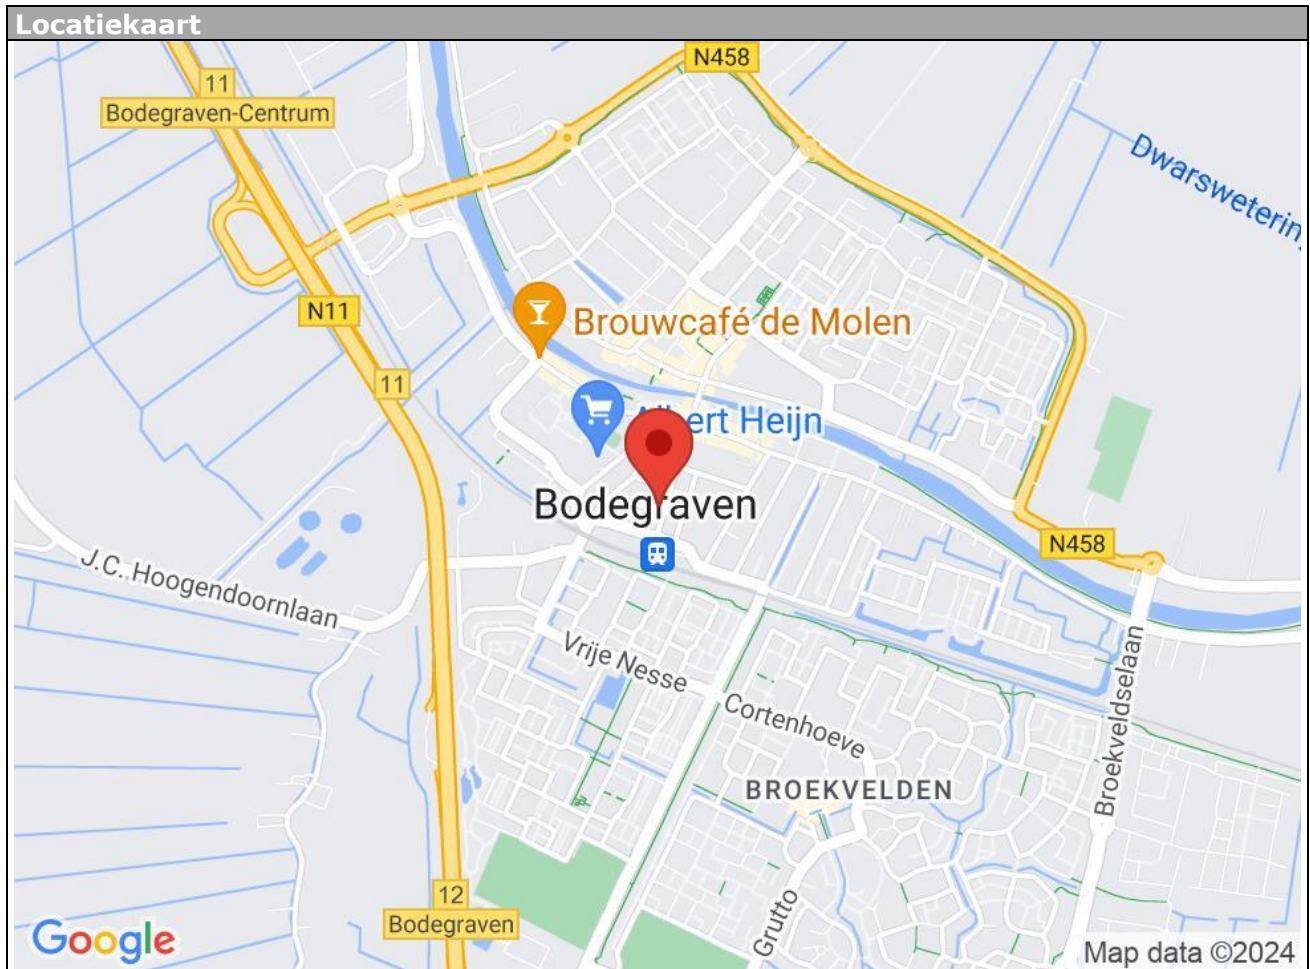 Locatiekaart
N458
11
Bodegraven-Centrum
Dwarswetering
N11
Brouwcafé de Molen
11
Albert Heijn
Bodegraven
N458
J.C. Hoogendoornlaan
Vrije Nesse
Cortenhoeve
Broekveldselaan
BROEKVELDEN
12
Bodegraven
Grutto
Google
Map data ©2024